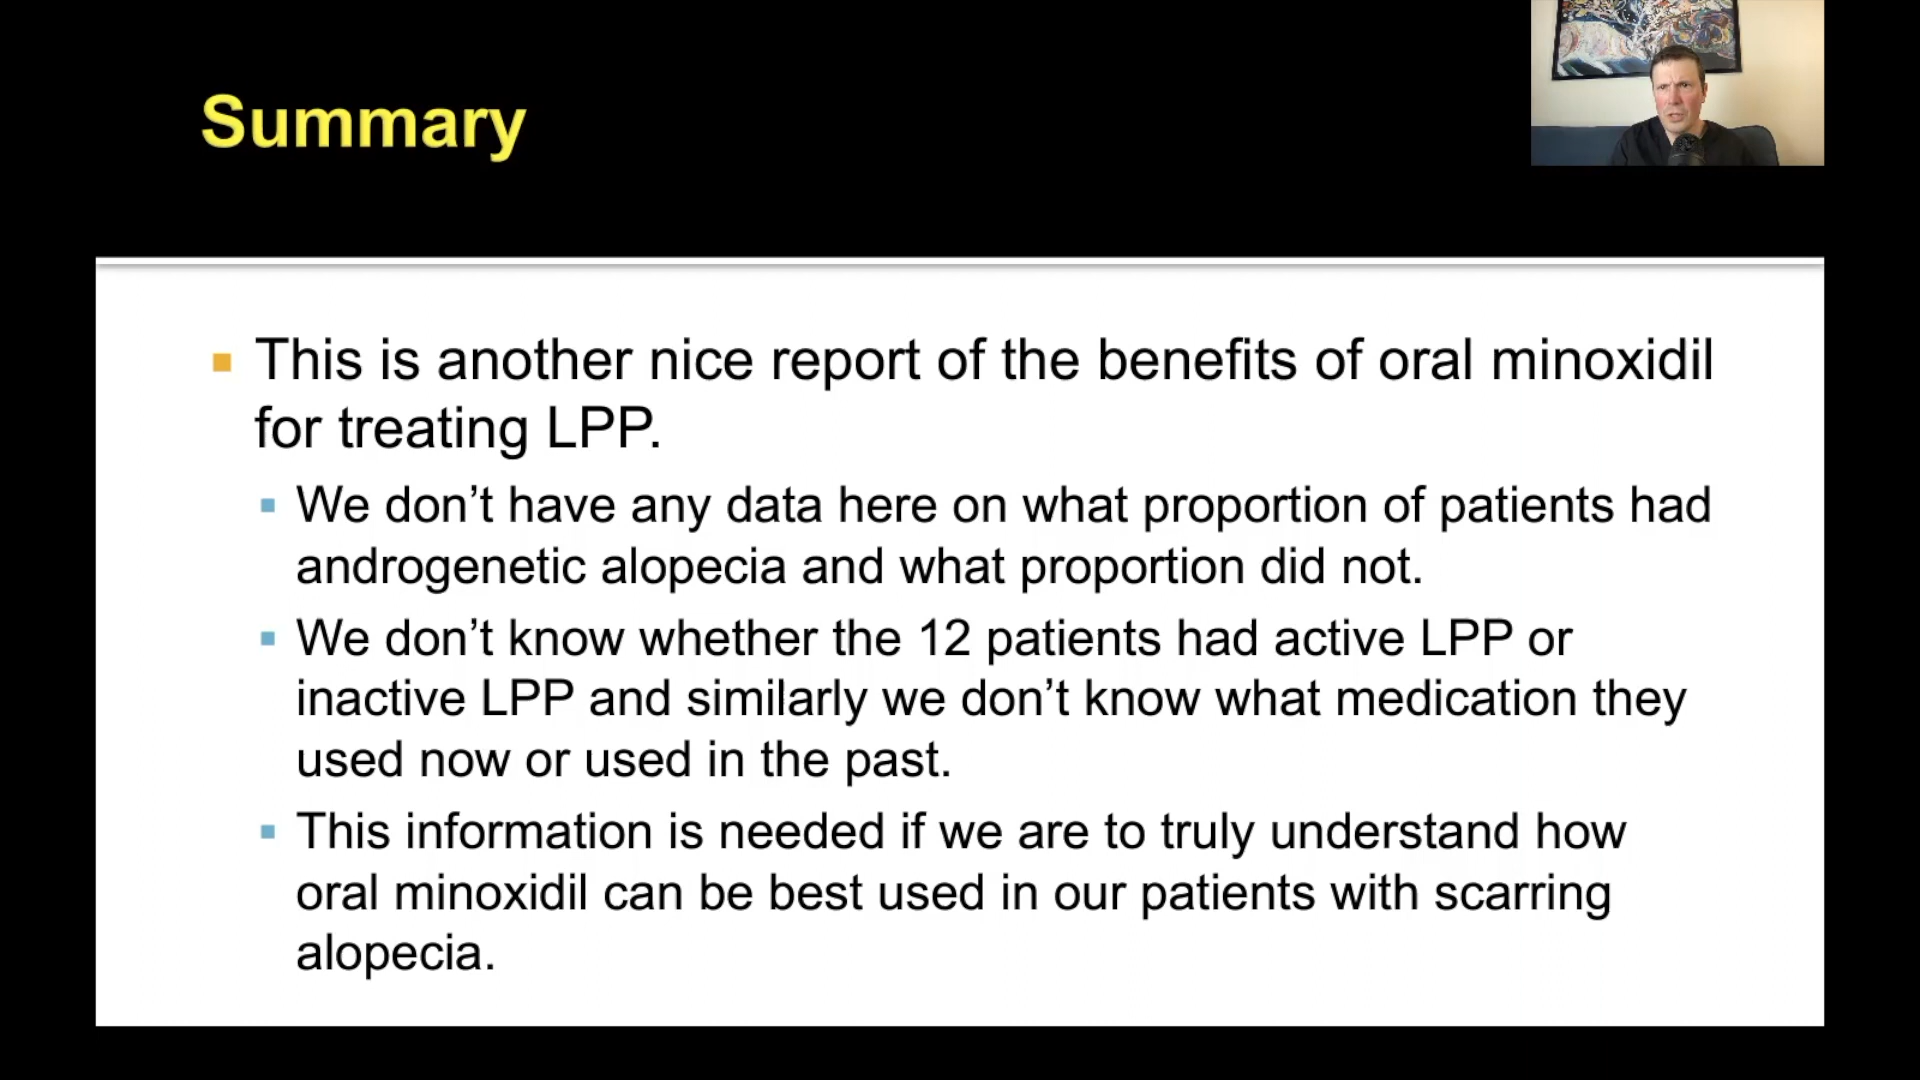 Summary
This is another nice report of the benefits of oral minoxidil
for treating LPP.
We don’t have any data here on what proportion of patients had
androgenetic alopecia and what proportion did not.
We don’t know whether the 12 patients had active LPP or
inactive LPP and similarly we don’t know what medication they
used now or used in the past.
This information is needed if we are to truly understand how
oral minoxidil can be best used in our patients with scarring
alopecia.